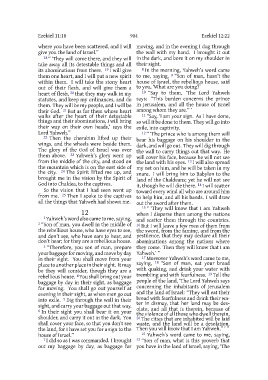 Ezekiel 11:18
Ezekiel 12:22
where you have been scattered, and I will
give you the land of Israel."
"They will come there, and they will
take away all its detestable things and all
its abominations from there. I will give
them one heart, and I will put a new spirit
within them. I will take the stony heart
out of their flesh, and will give them a
heart of flesh, that they may walk in my
statutes, and keep my ordinances, and do
them. They will be my people, and I will be
their God. But as for them whose heart
walks after the heart of their detestable
things and their abominations, I will bring
their way on their own heads," says the
Lord Yahweh."
Then the cherubim lifted up their
wings, and the wheels were beside them.
The glory of the God of Israel was over
them above. Yahweh's glory went up
from the middle of the city, and stood on
the mountain which is on the east side of
the city. The Spirit lifted me up, and
brought me in the vision by the Spirit of
God into Chaldea, to the captives.
So the vision that I had seen went up
from me. Then I spoke to the captives
all the things that Yahweh had shown me.
12
Yahweh's word also came to me, saying,
"Son of man, you dwell in the middle of
the rebellious house, who have eyes to see,
and don't see, who have ears to hear, and
don't hear; for they are a rebellious house.
"Therefore, you son of man, prepare
your baggage for moving, and move by day
in their sight. You shall move from your
place to another place in their sight. It may
be they will consider, though they are a
rebellious house. You shall bring out your
baggage by day in their sight, as baggage
for moving. You shall go out yourself at
evening in their sight, as when men go out
into exile. Dig through the wall in their
sight, and carry your baggage out that way.
In their sight you shall bear it on your
shoulder, and carry it out in the dark. You
shall cover your face, so that you don't see
the land, for I have set you for a sign to the
house of Israel."
I did so as I was commanded. I brought
out my baggage by day, as baggage for
moving, and in the evening I dug through
the wall with my hand. I brought it out
in the dark, and bore it on my shoulder in
their sight.
In the morning, Yahweh's word came
to me, saying, "Son of man, hasn't the
house of Israel, the rebellious house, said
to you, 'What are you doing?'
"Say to them, 'The Lord Yahweh
says: "This burden concerns the prince
in Jerusalem, and all the house of Israel
among whom they are."'
"Say, 'I am your sign. As I have done,
so will it be done to them. They will go into
exile, into captivity.
"'The prince who is among them will
bear his baggage on his shoulder in the
dark, and will go out. They will dig through
the wall to carry things out that way. He
will cover his face, because he will not see
the land with his eyes. I will also spread
my net on him, and he will be taken in my
snare. I will bring him to Babylon to the
land of the Chaldeans; yet he will not see
it, though he will die there. I will scatter
toward every wind all who are around him
to help him, and all his bands. I will draw
out the sword after them.
"'They will know that I am Yahweh
when I disperse them among the nations
and scatter them through the countries.
But I will leave a few men of them from
the sword, from the famine, and from the
pestilence, that they may declare all their
abominations among the nations where
they come. Then they will know that I am
Yahweh.'"
Moreover Yahweh's word came to me,
saying, "Son of man, eat your bread
with quaking, and drink your water with
trembling and with fearfulness. Tell the
people of the land, 'The Lord Yahweh says
concerning the inhabitants of Jerusalem
and the land of Israel: "They will eat their
bread with fearfulness and drink their wa-
ter in dismay, that her land may be des-
olate, and all that is therein, because of
the violence of all those who dwell therein.
The cities that are inhabited will be laid
waste, and the land will be a desolation.
Then you will know that I am Yahweh."'"
Yahweh's word came to me, saying,
"Son of man, what is this proverb that
you have in the land of Israel, saying, 'The